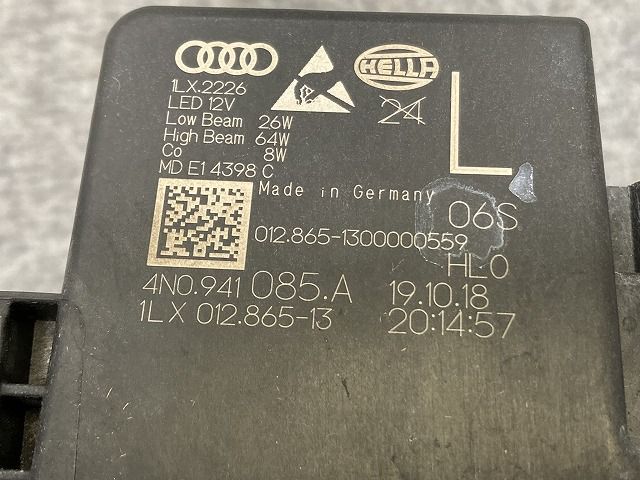 HELLA
1LX.2226
LED 12V
24
L
Low Beam 26W
High Beam 64W
Co 8W
MD E1 4398 C
Made in Germany
06S
012.865-1300000559
HL0
4N0.941 085.A 19.10.18
1LX 012.865-13 20:14:57